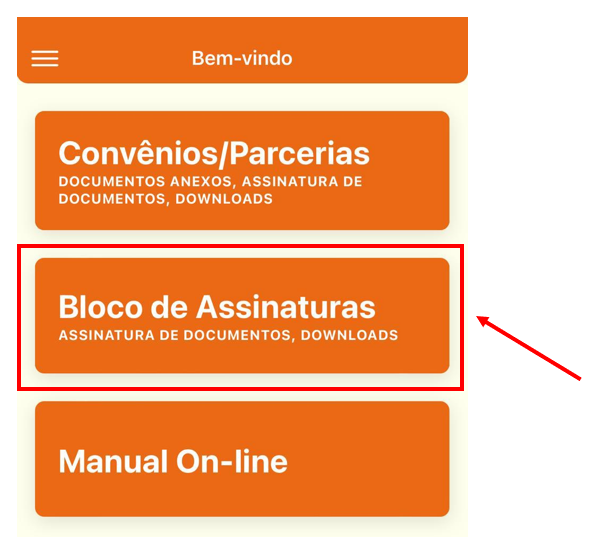 Bem-vindo
Convênios/Parcerias
DOCUMENTOS ANEXOS, ASSINATURA DE
DOCUMENTOS, DOWNLOADS
Bloco de Assinaturas
ASSINATURA DE DOCUMENTOS, DOWNLOADS
Manual On-line